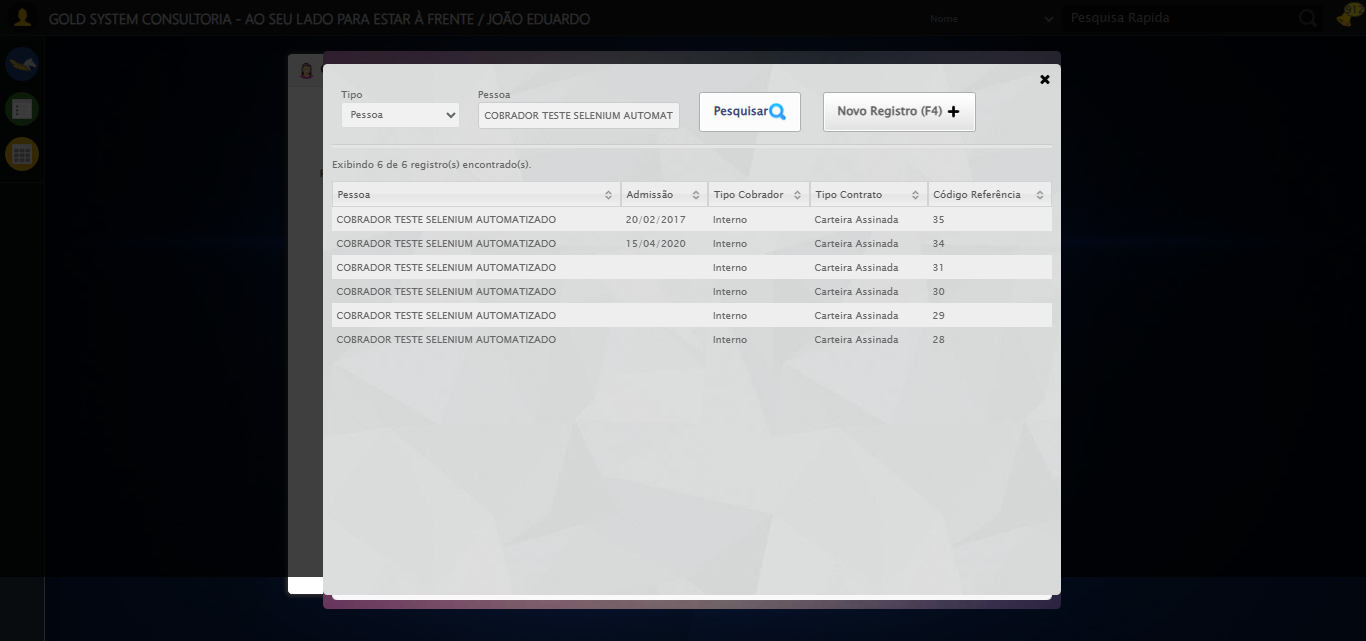 GOLD SYSTEM CONSULTORIA - AO SEU LADO PARA ESTAR À FRENTE / JOÃO EDUARDO
Nome
Pesquisa Rapida
912
Tipo
Pessoa
Pessoa
COBRADOR TESTE SELENIUM AUTOMAT
Pesquisar
Novo Registro (F4)
Exibindo 6 de 6 registro(s) encontrado(s).
Pessoa Admissão Tipo Cobrador Tipo Contrato Código Referência
COBRADOR TESTE SELENIUM AUTOMATIZADO 20/02/2017 Interno Carteira Assinada 35
COBRADOR TESTE SELENIUM AUTOMATIZADO 15/04/2020 Interno Carteira Assinada 34
COBRADOR TESTE SELENIUM AUTOMATIZADO Interno Carteira Assinada 31
COBRADOR TESTE SELENIUM AUTOMATIZADO Interno Carteira Assinada 30
COBRADOR TESTE SELENIUM AUTOMATIZADO Interno Carteira Assinada 29
COBRADOR TESTE SELENIUM AUTOMATIZADO Interno Carteira Assinada 28